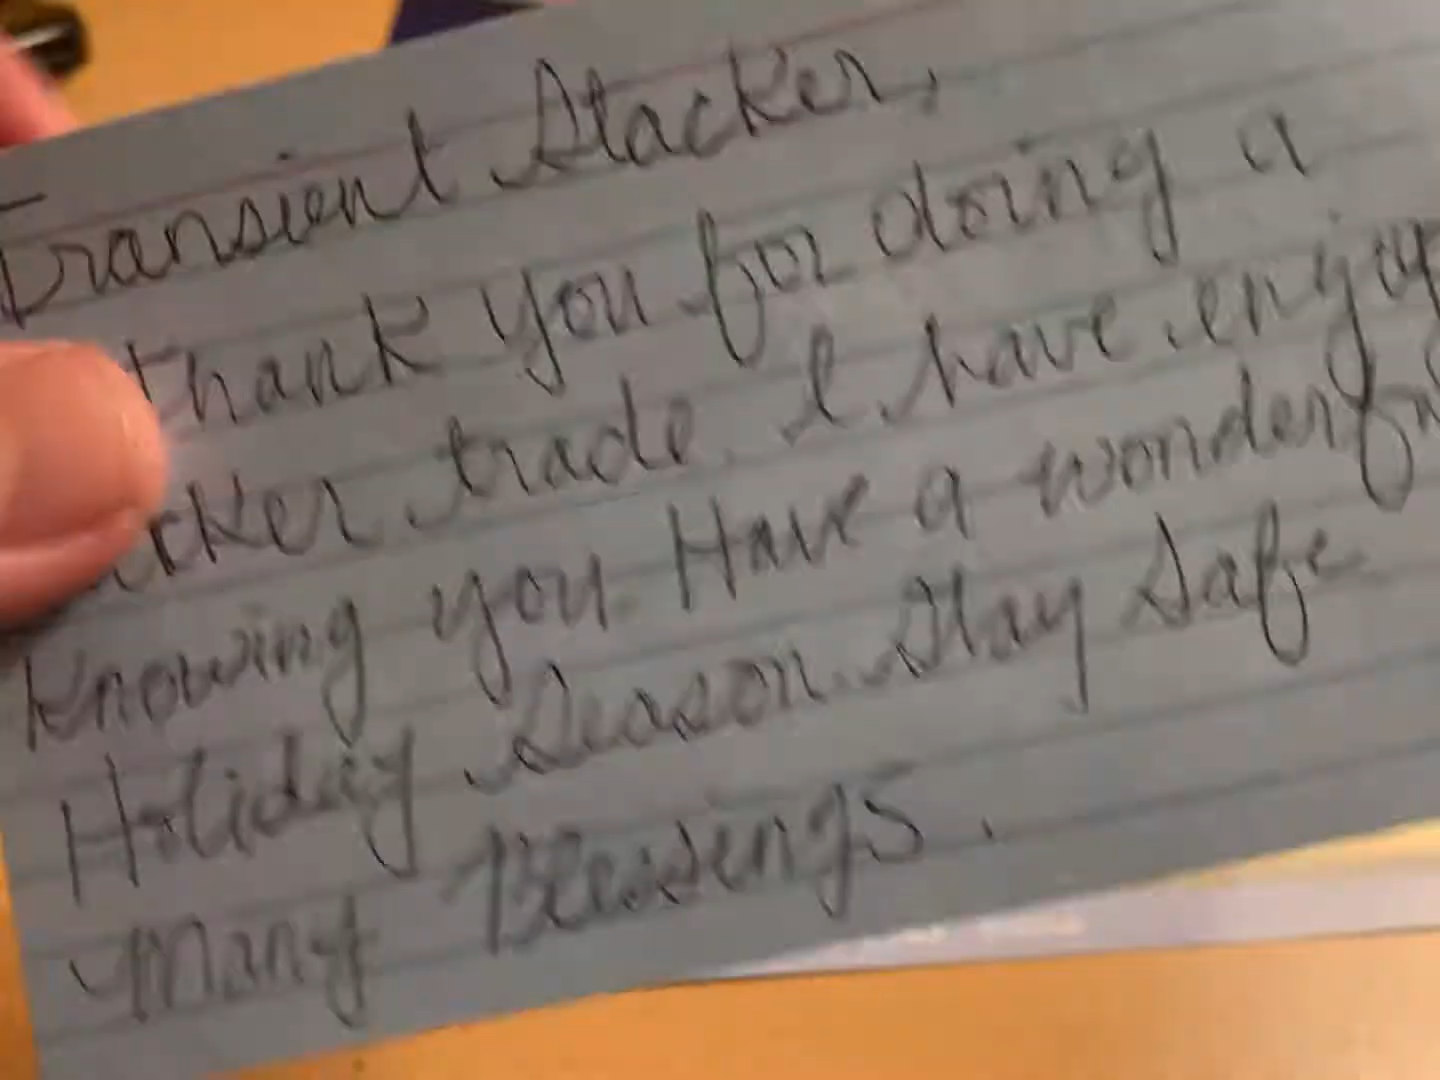 Transient Stacker,
Thank you for doing a
cker trade. I have enjoy
Knowing you. Have a wonderfu
Holiday Season. Stay Safe
Many Blessings.